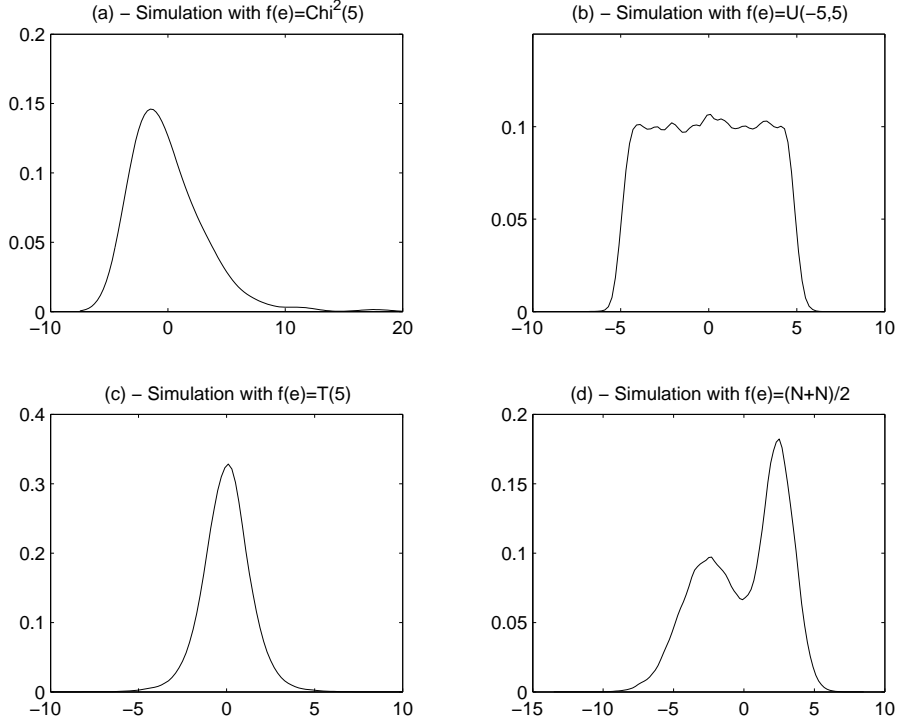 (a) − Simulation with f(e)=Chi²(5)
0.2
0.15
0.1
0.05
0
−10 0 10 20
(b) − Simulation with f(e)=U(−5,5)
0.1
0.05
0
−10 −5 0 5 10
(c) − Simulation with f(e)=T(5)
0.4
0.3
0.2
0.1
0
−10 −5 0 5 10
(d) − Simulation with f(e)=(N+N)/2
0.2
0.15
0.1
0.05
0
−15 −10 −5 0 5 10